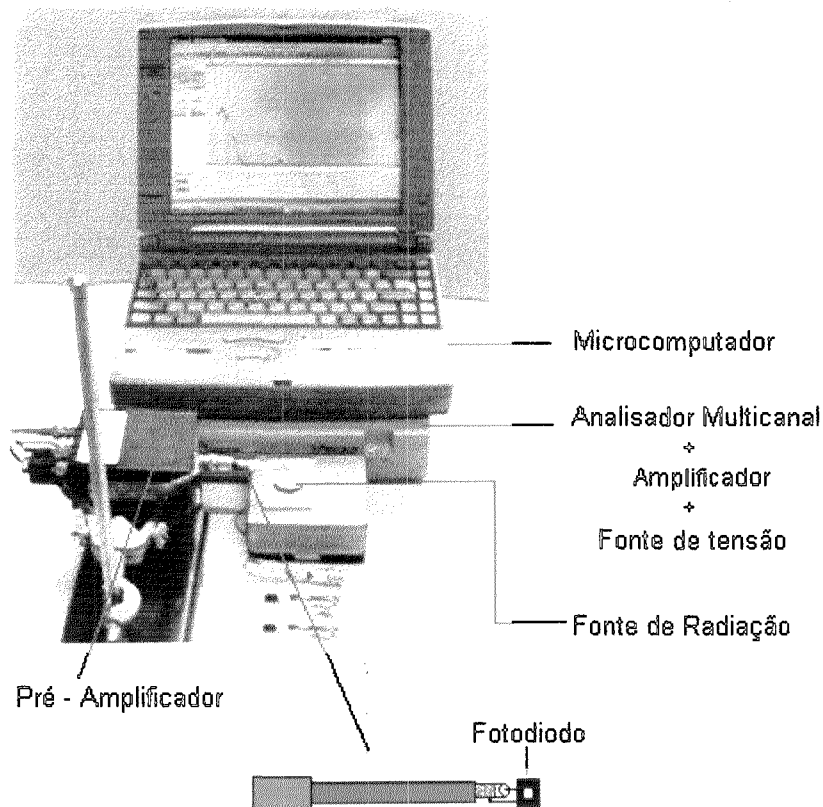 Microcomputador
Analisador Multicanal
+
Amplificador
+
Fonte de tensão
Fonte de Radiação
Pré - Amplificador
Fotodiodo